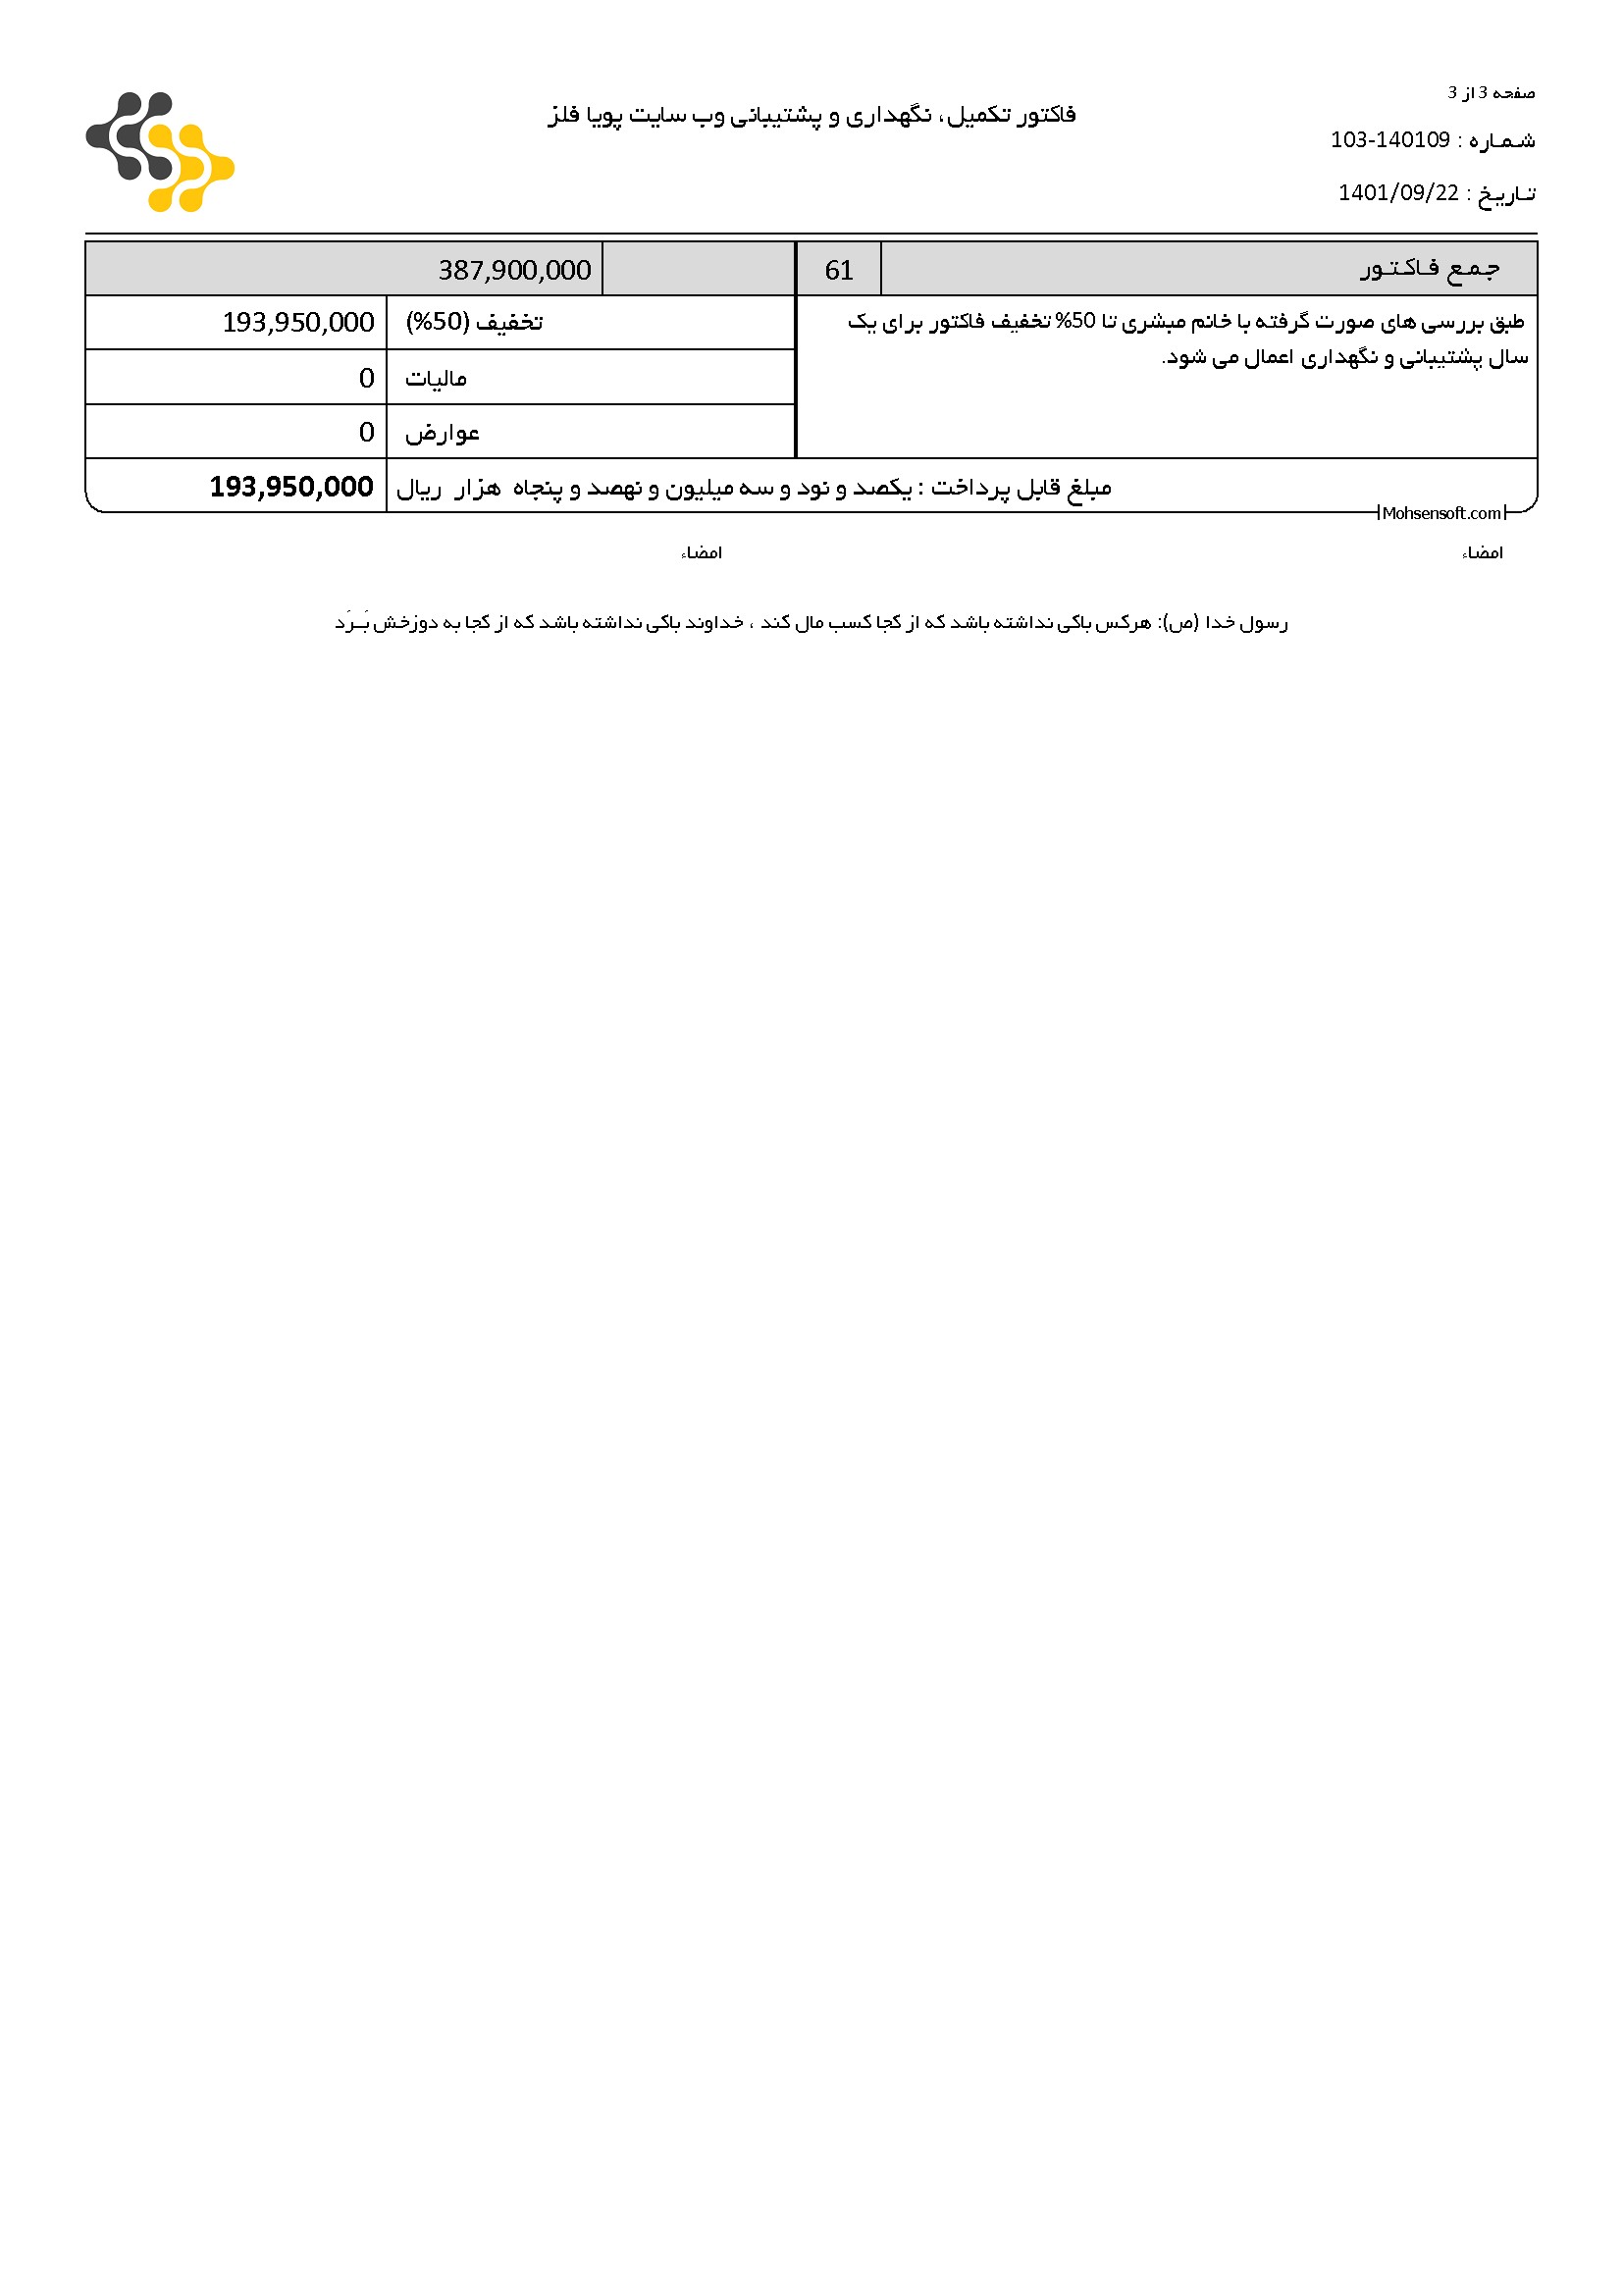 صفحه 3 از 3
فاکتور تکمیل، نگهداری و پشتیبانی وب سایت پویا فلز
شـمـاره : 103-140109
تـاریـخ : 1401/09/22
جـمـع فـاکـتـور 61 387,900,000
طبق بررسی های صورت گرفته با خانم مبشری تا 50% تخفیف فاکتور برای یک
سال پشتیبانی و نگهداری اعمال می شود.
تخفیف (50%) 193,950,000
مالیات 0
عوارض 0
مبلغ قابل پرداخت : یکصد و نود و سه میلیون و نهصد و پنجاه هزار ریال 193,950,000
Mohsensoft.com
امضاء امضاء
رسول خدا (ص): هرکس باکی نداشته باشد که از کجا کسب مال کند ، خداوند باکی نداشته باشد که از کجا به دوزخش بَـرَد